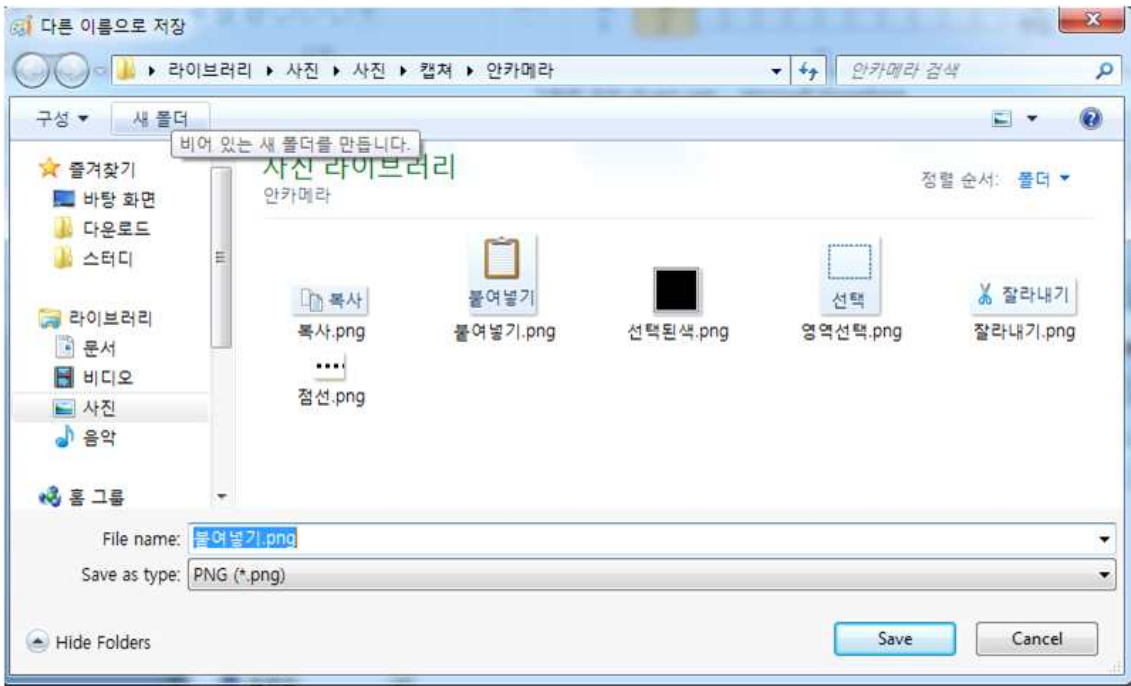 다른 이름으로 저장
라이브러리 ▸ 사진 ▸ 사진 ▸ 캡쳐 ▸ 안카메라
안카메라 검색
구성
새 폴더
비어 있는 새 폴더를 만듭니다.
즐겨찾기
바탕 화면
다운로드
스터디
라이브러리
문서
비디오
사진
음악
홈 그룹
사진 라이브러리
안카메라
정렬 순서: 폴더
복사
복사.png
붙여넣기
붙여넣기.png
선택된색.png
선택
영역선택.png
잘라내기
잘라내기.png
점선.png
File name: 붙여넣기.png
Save as type: PNG (*.png)
Hide Folders
Save
Cancel